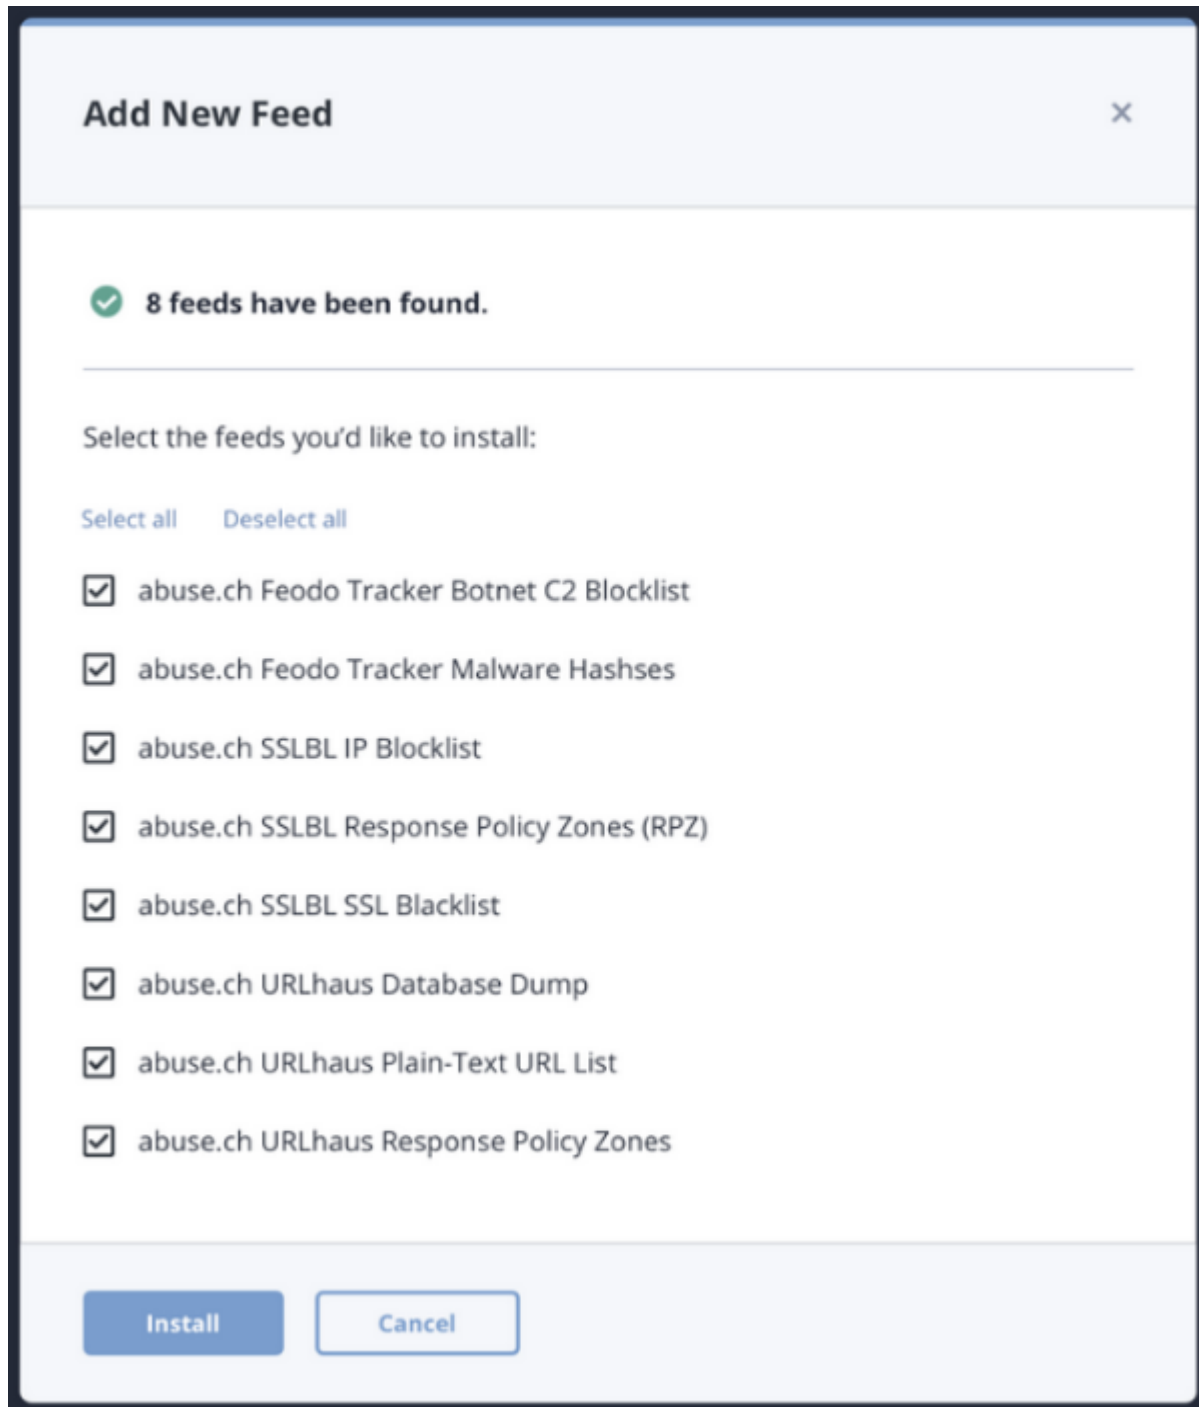 Add New Feed
8 feeds have been found.
Select the feeds you'd like to install:
Select all Deselect all
abuse.ch Feodo Tracker Botnet C2 Blocklist
abuse.ch Feodo Tracker Malware Hashses
abuse.ch SSLBL IP Blocklist
abuse.ch SSLBL Response Policy Zones (RPZ)
abuse.ch SSLBL SSL Blacklist
abuse.ch URLhaus Database Dump
abuse.ch URLhaus Plain-Text URL List
abuse.ch URLhaus Response Policy Zones
Install Cancel